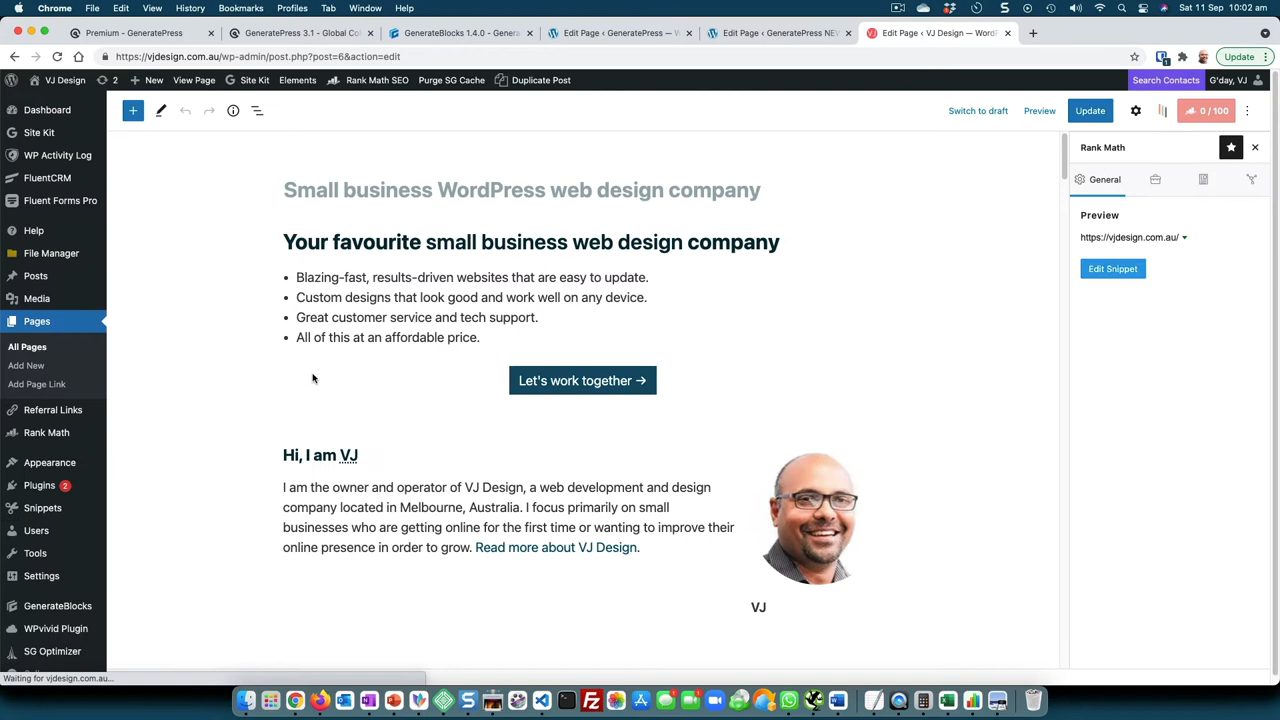 Chrome File Edit View History Bookmarks Profiles Tab Window Help Sat 11 Sep 10:02 am
Premium - GeneratePress
GeneratePress 3.1 - Global Co
GenerateBlocks 1.4.0 - Genera
Edit Page ‹ GeneratePress — W
Edit Page ‹ GeneratePress NEV
Edit Page ‹ VJ Design — WordP
https://vjdesign.com.au/wp-admin/post.php?post=6&action=edit
Update
VJ Design 2 New View Page Site Kit Elements Rank Math SEO Purge SG Cache Duplicate Post Search Contacts G'day, VJ
Dashboard
Site Kit
WP Activity Log
FluentCRM
Fluent Forms Pro
Help
File Manager
Posts
Media
Pages
All Pages
Add New
Add Page Link
Referral Links
Rank Math
Appearance
Plugins 2
Snippets
Users
Tools
Settings
GenerateBlocks
WPvivid Plugin
SG Optimizer
Switch to draft Preview Update 0 / 100
Small business WordPress web design company
Your favourite small business web design company
• Blazing-fast, results-driven websites that are easy to update.
• Custom designs that look good and work well on any device.
• Great customer service and tech support.
• All of this at an affordable price.
Let's work together →
Hi, I am VJ
I am the owner and operator of VJ Design, a web development and design
company located in Melbourne, Australia. I focus primarily on small
businesses who are getting online for the first time or wanting to improve their
online presence in order to grow. Read more about VJ Design.
VJ
Rank Math
General
Preview
https://vjdesign.com.au/
Edit Snippet
Waiting for vjdesign.com.au...